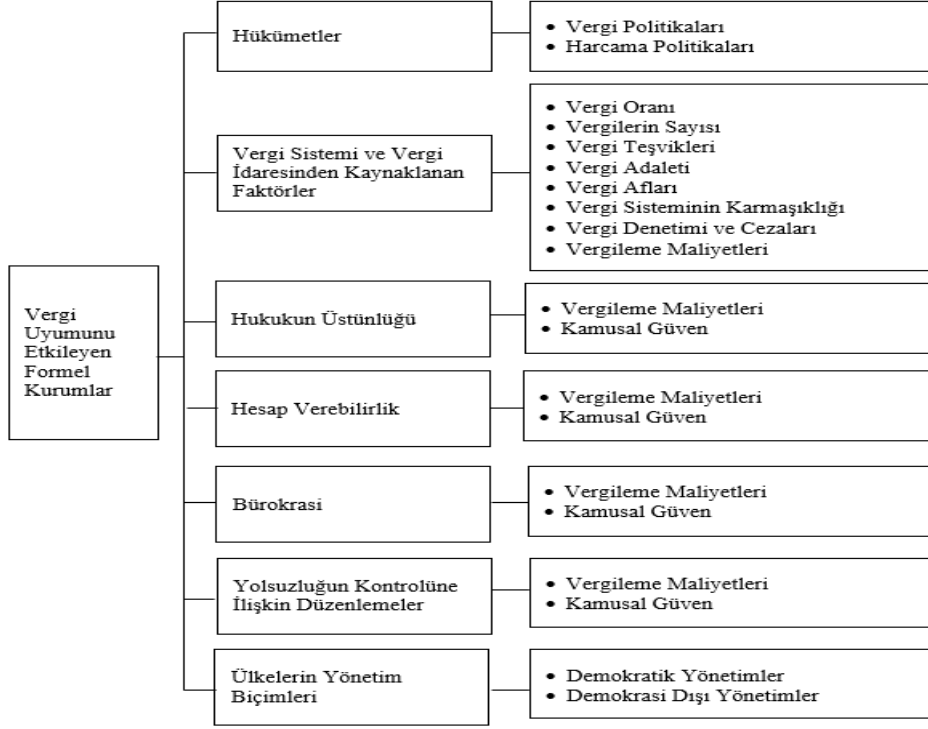 Hükümetler
• Vergi Politikaları
• Harcama Politikaları
Vergi Sistemi ve Vergi
İdaresinden Kaynaklanan
Faktörler
• Vergi Oranı
• Vergilerin Sayısı
• Vergi Teşvikleri
• Vergi Adaleti
• Vergi Afları
• Vergi Sisteminin Karmaşıklığı
• Vergi Denetimi ve Cezaları
• Vergileme Maliyetleri
Vergi
Uyumunu
Etkileyen
Formel
Kurumlar
Hukukun Üstünlüğü
• Vergileme Maliyetleri
• Kamusal Güven
Hesap Verebilirlik
• Vergileme Maliyetleri
• Kamusal Güven
Bürokrasi
• Vergileme Maliyetleri
• Kamusal Güven
Yolsuzluğun Kontrolüne
İlişkin Düzenlemeler
• Vergileme Maliyetleri
• Kamusal Güven
Ülkelerin Yönetim
Biçimleri
• Demokratik Yönetimler
• Demokrasi Dışı Yönetimler